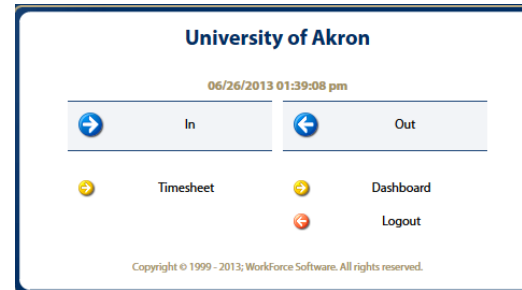 University of Akron
06/26/2013 01:39:08 pm
In Out
Timesheet Dashboard
Logout
Copyright © 1999 - 2013; WorkForce Software. All rights reserved.